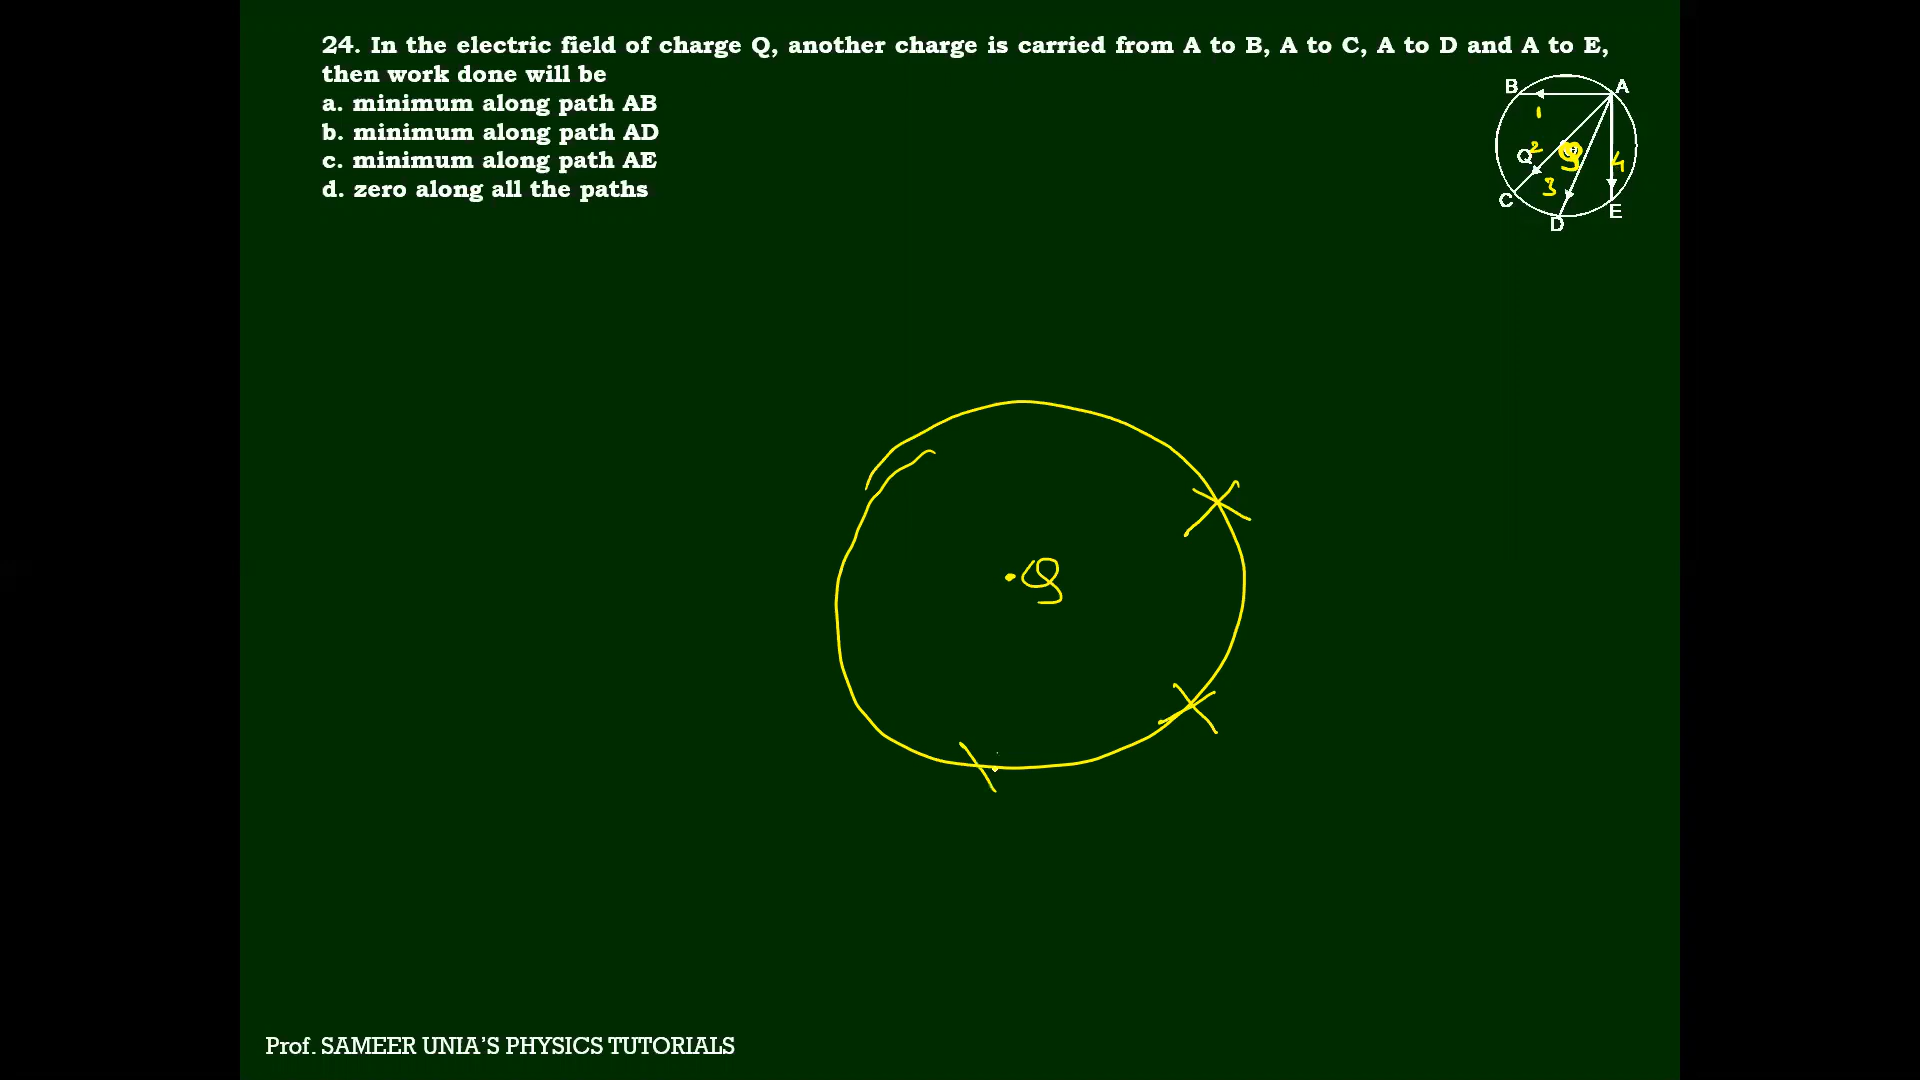 24. In the electric field of charge Q, another charge is carried from A to B, A to C, A to D and A to E,
then work done will be
a. minimum along path AB
b. minimum along path AD
c. minimum along path AE
d. zero along all the paths
B A
1
Q 2 Q 4
3
C E
D
Q
Prof. SAMEER UNIA'S PHYSICS TUTORIALS